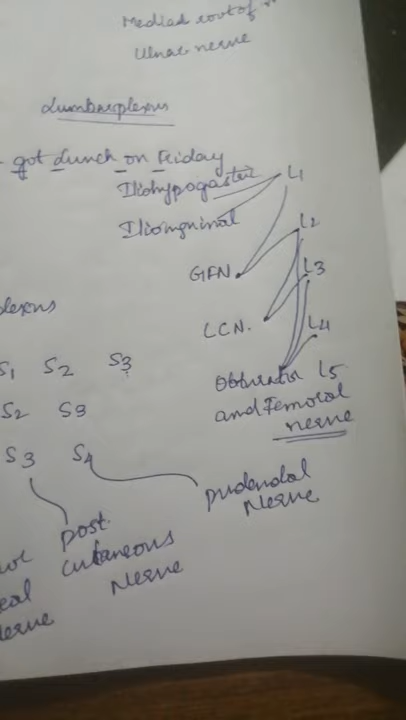 Medial root of
Ulnar nerve
Lumbarplexus
got Lunch on Friday
Iliohypogastric L1
Ilioinguinal
L2
GFN L3
LCN. L4
Obturator L5
and Femoral
nerve
plexus
S1 S2 S3
S2 S3
S3 S4
pudendal
Nerve
post.
cutaneous
Nerve